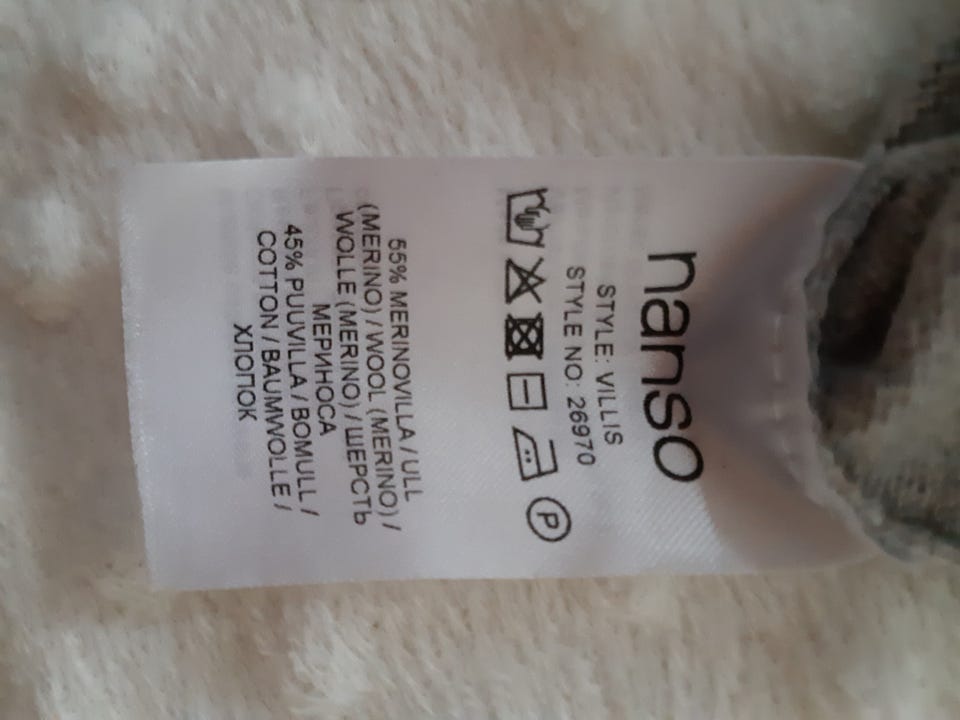 nanso
STYLE: VILLIS
STYLE NO: 26970
P
55% MERINOVILLA / ULL
(MERINO) / WOOL (MERINO) /
WOLLE (MERINO) / ШЕРСТЬ
МЕРИНОСА
45% PUUVILLA / BOMULL /
COTTON / BAUMWOLLE /
ХЛОПОК